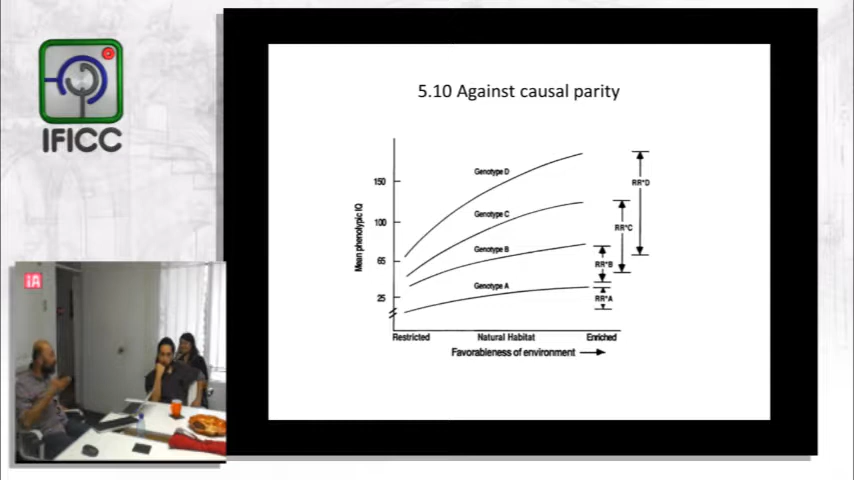 IFICC
iA
5.10 Against causal parity
Mean phenotypic IQ
150
100
65
25
Genotype D
Genotype C
Genotype B
Genotype A
RR*D
RR*C
RR*B
RR*A
Restricted
Natural Habitat
Enriched
Favorableness of environment